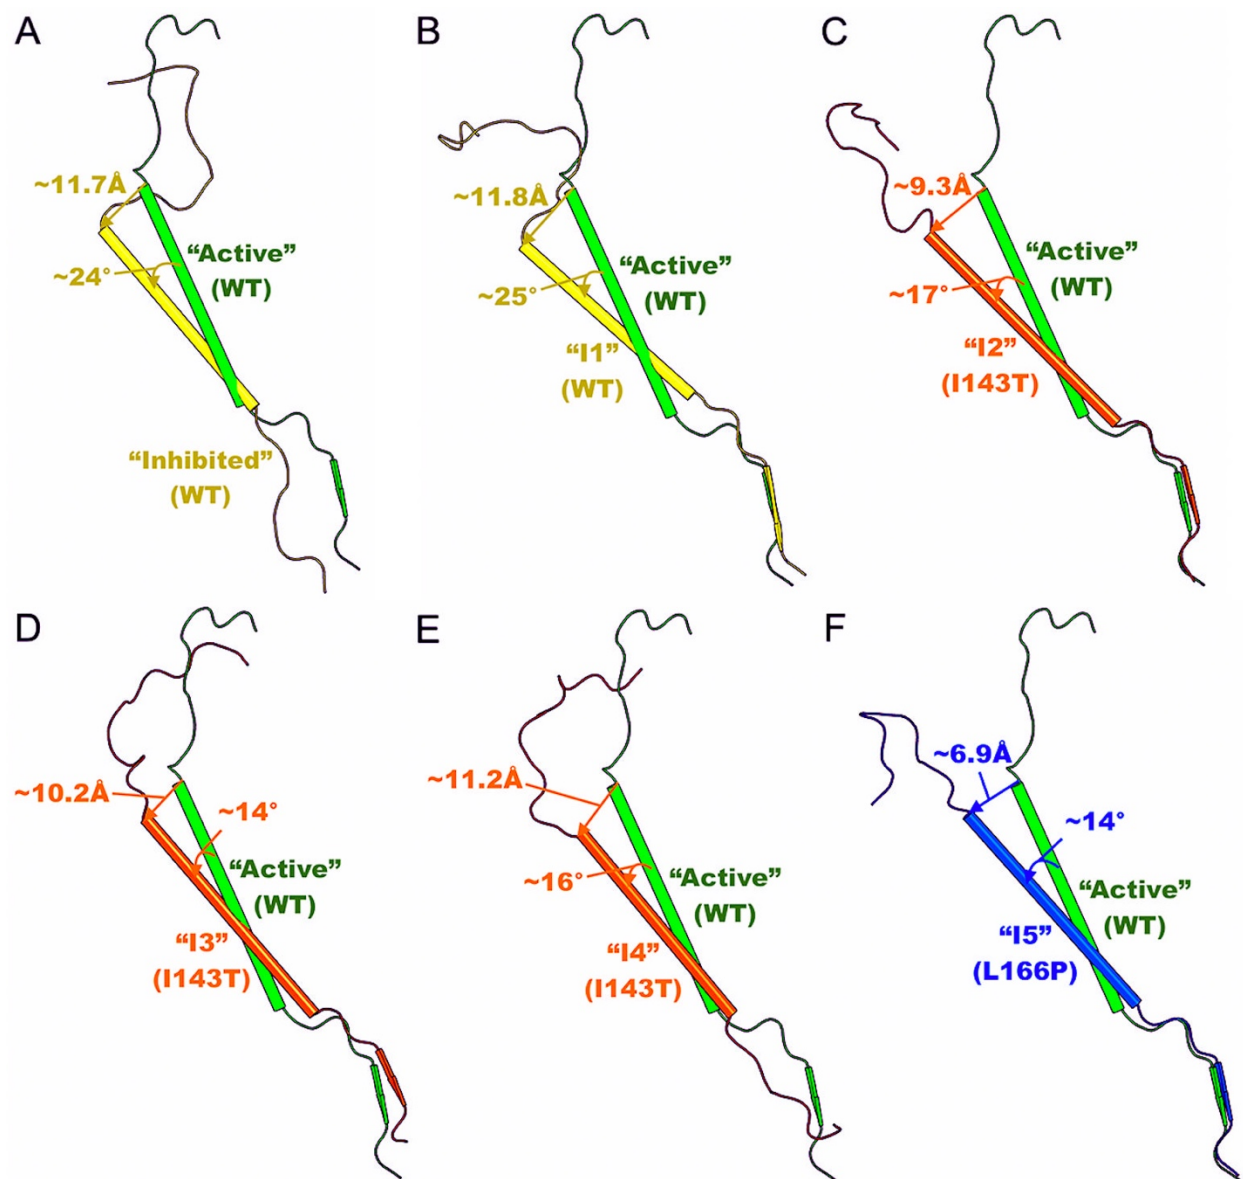 A
~11.7Å
"Active"
(WT)
~24°
"Inhibited"
(WT)
B
~11.8Å
"Active"
(WT)
~25°
"I1"
(WT)
C
~9.3Å
"Active"
(WT)
~17°
"I2"
(I143T)
D
~10.2Å
~14°
"Active"
(WT)
"I3"
(I143T)
E
~11.2Å
"Active"
(WT)
~16°
"I4"
(I143T)
F
~6.9Å
~14°
"Active"
(WT)
"I5"
(L166P)